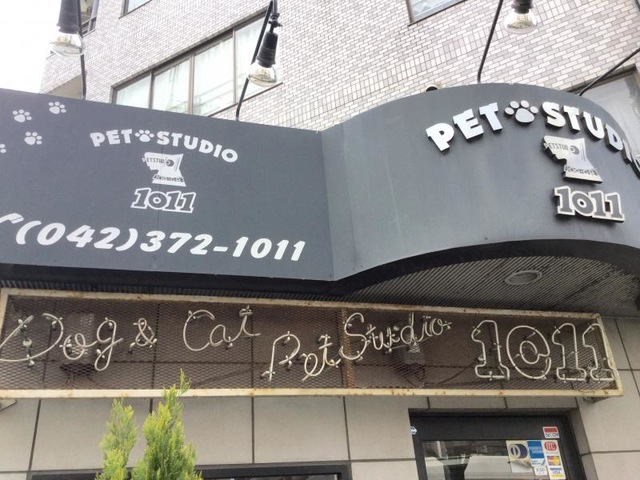 PET STUDIO
1011
(042)372-1011
PET STUDIO
1011
Dog & Cat Pet Studio 1011